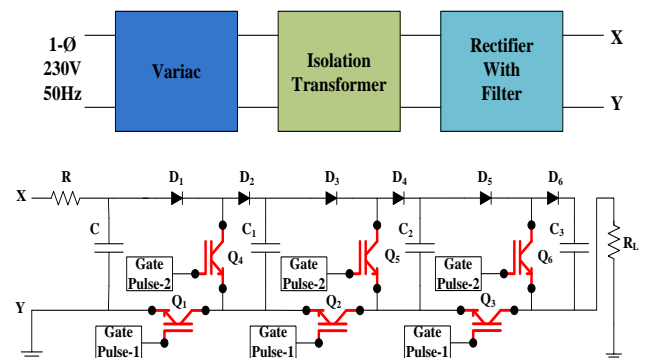 1-Ø
230V
50Hz
Variac
Isolation
Transformer
Rectifier
With
Filter
X
Y
X
R
D1
D2
D3
D4
D5
D6
C
C1
C2
C3
Q4
Q5
Q6
RL
Gate
Pulse-2
Gate
Pulse-2
Gate
Pulse-2
Y
Q1
Q2
Q3
Gate
Pulse-1
Gate
Pulse-1
Gate
Pulse-1